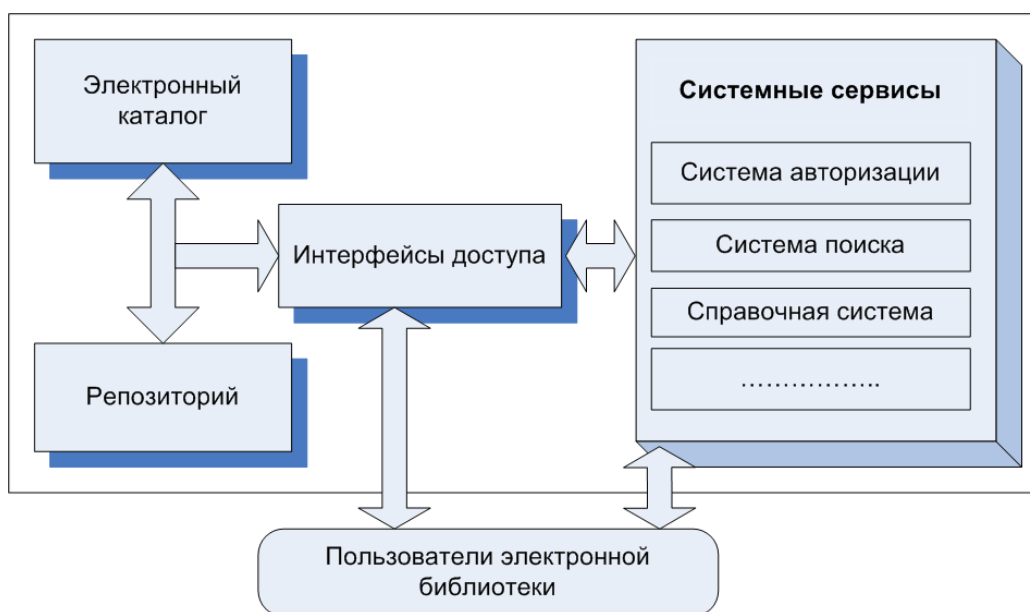 Электронный
каталог
Системные сервисы
Система авторизации
Интерфейсы доступа
Система поиска
Справочная система
Репозиторий
……………..
Пользователи электронной
библиотеки